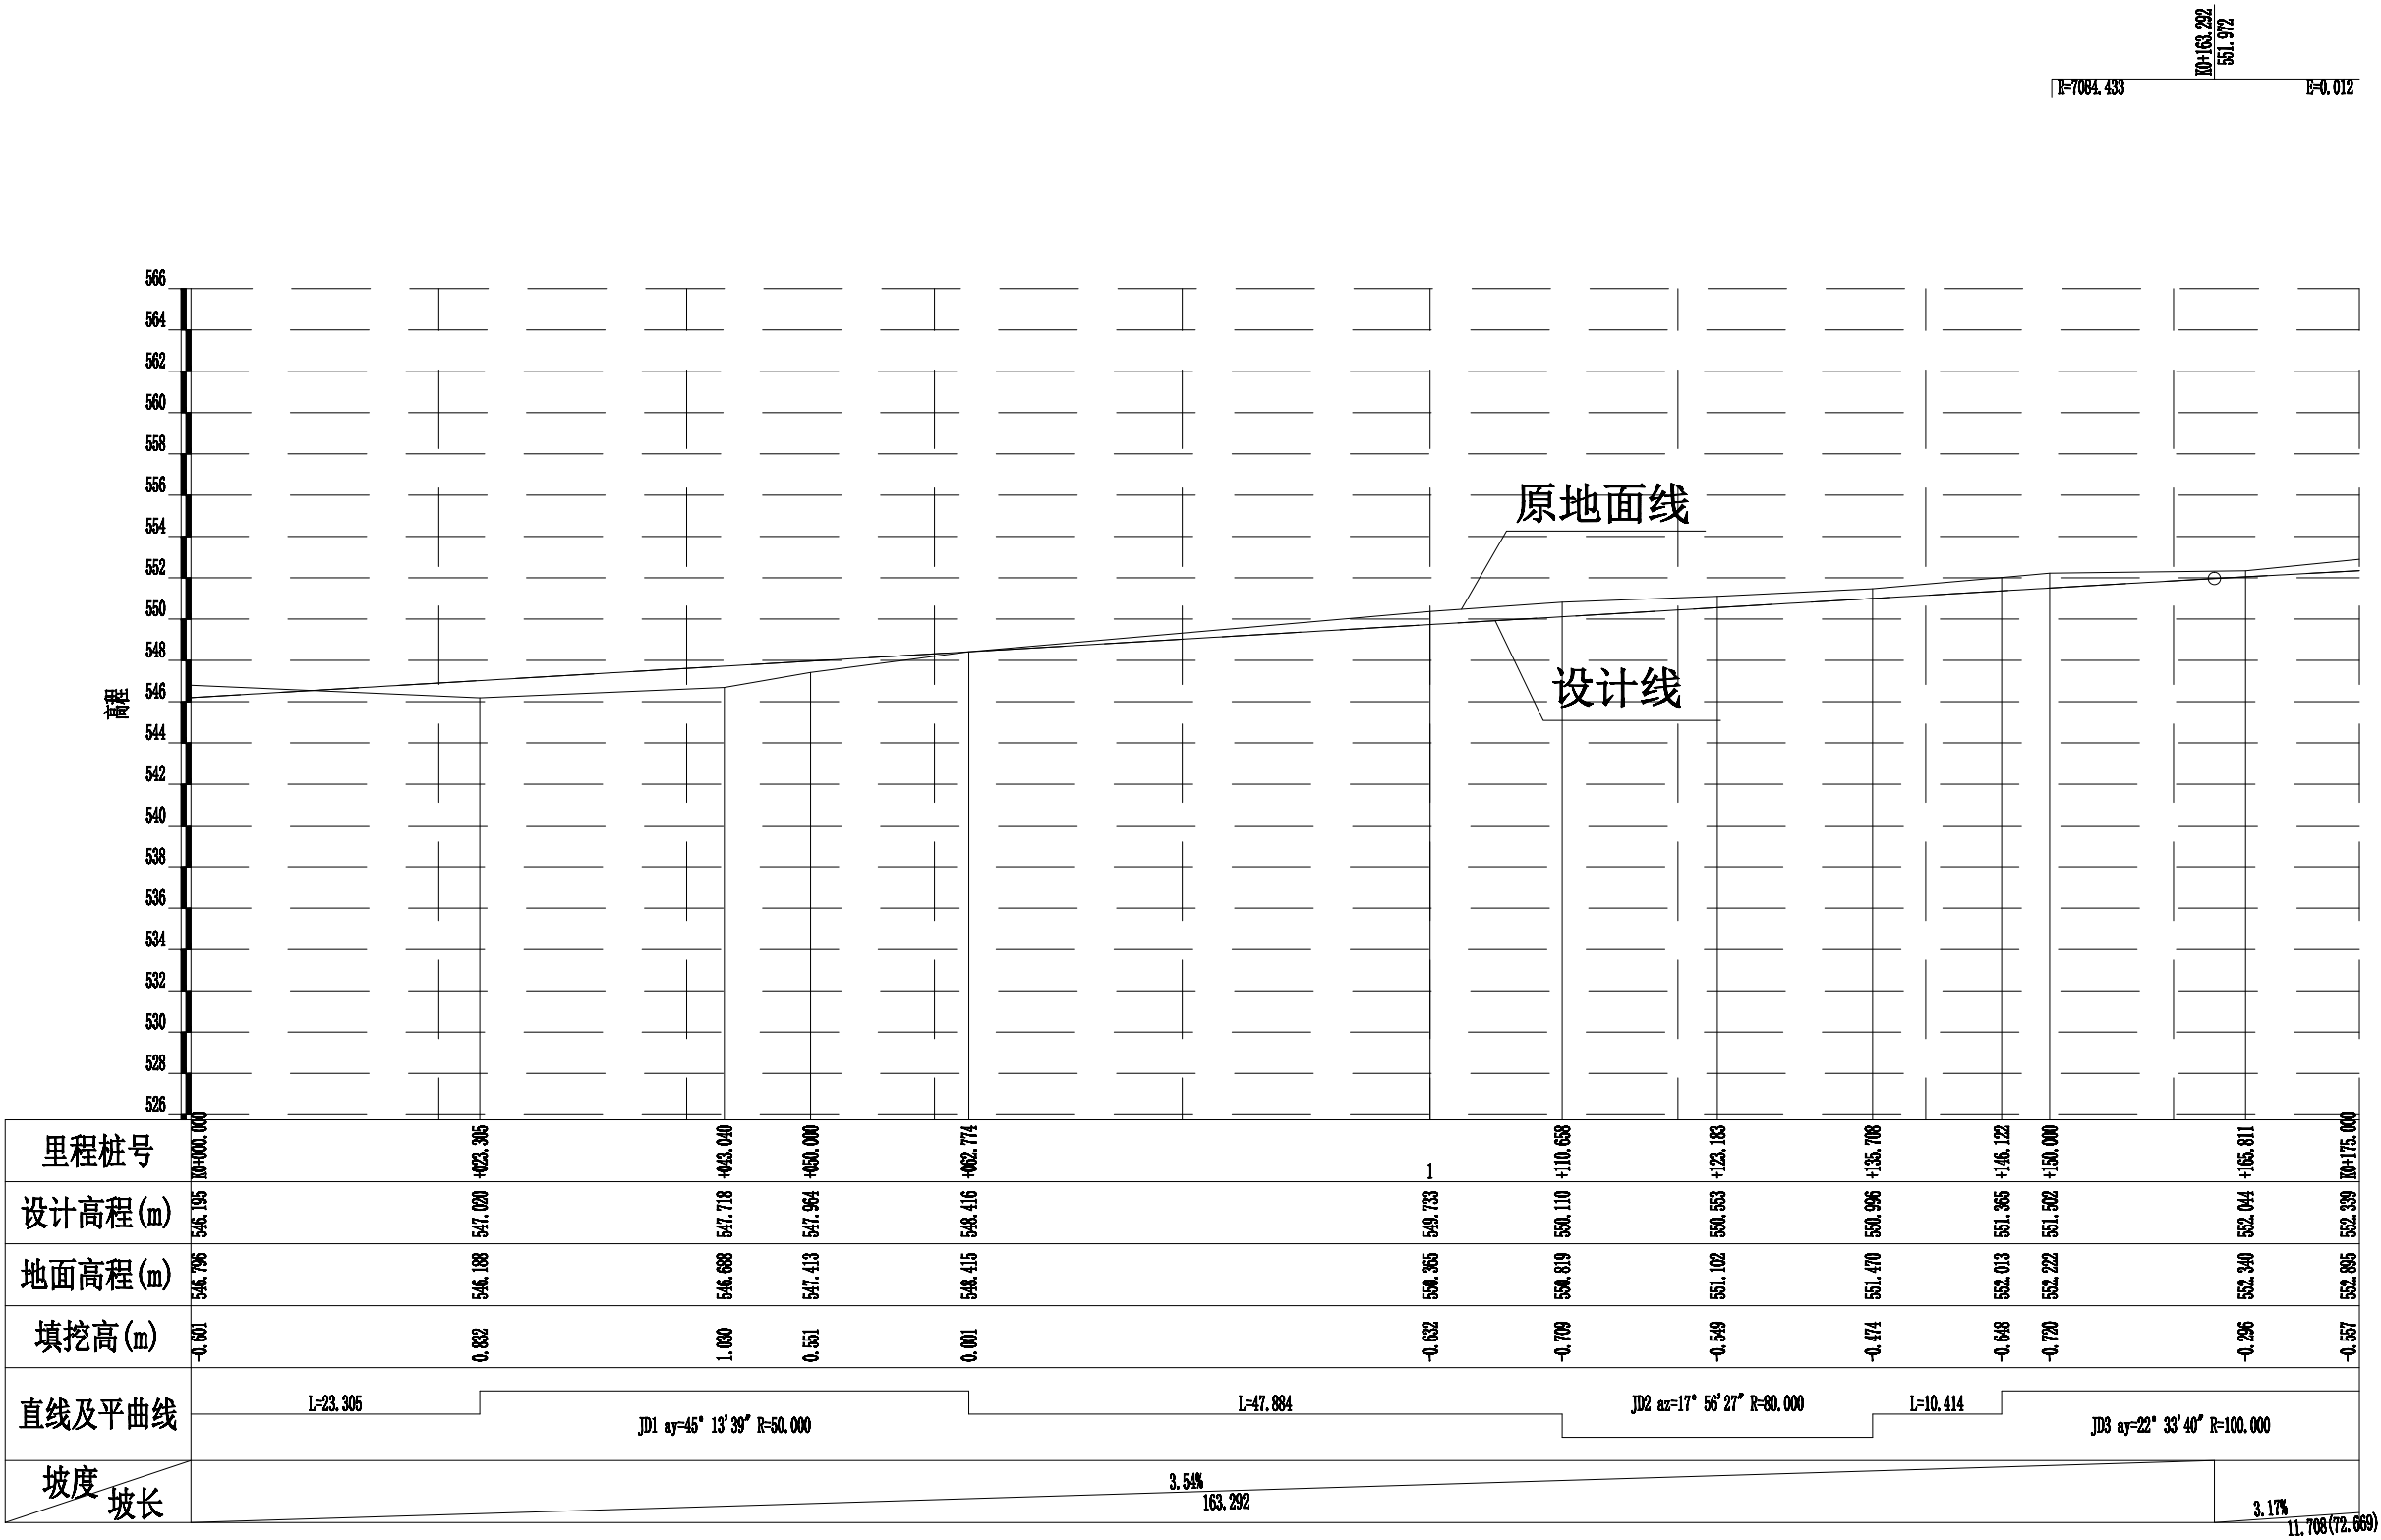 K0+163.292
551.972
R=7084.433 E=0.012
566
564
562
560
558
556
554
552
550
548
546
544
542
540
538
536
534
532
530
528
526
高程
原地面线
设计线
里程桩号 K0+000.000 +023.305 +043.040 +050.000 +062.774 1 +110.658 +123.183 +135.708 +146.122 +150.000 +165.811 K0+175.000
设计高程(m) 546.195 547.020 547.718 547.964 548.416 549.733 550.110 550.553 550.996 551.365 551.502 552.044 552.339
地面高程(m) 546.796 546.188 546.688 547.413 548.415 550.365 550.819 551.102 551.470 552.013 552.222 552.340 552.895
填挖高(m) -0.601 0.832 1.030 0.551 0.001 -0.632 -0.709 -0.549 -0.474 -0.648 -0.720 -0.296 -0.557
直线及平曲线 L=23.305 JD1 ay=45° 13'39" R=50.000 L=47.884 JD2 az=17° 56'27" R=80.000 L=10.414 JD3 ay=22° 33'40" R=100.000
坡度 3.54% 3.17%
坡长 163.292 11.708(72.669)